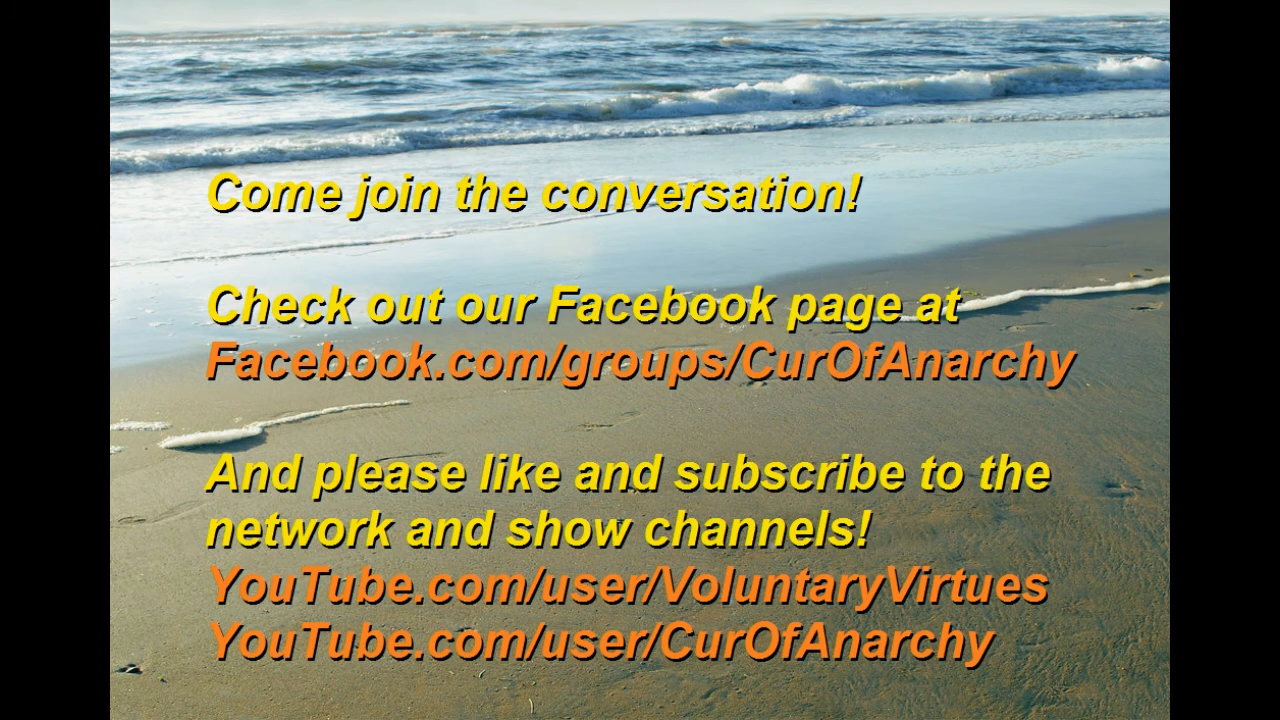 Come join the conversation!
Check out our Facebook page at
Facebook.com/groups/CurOfAnarchy
And please like and subscribe to the
network and show channels!
YouTube.com/user/VoluntaryVirtues
YouTube.com/user/CurOfAnarchy